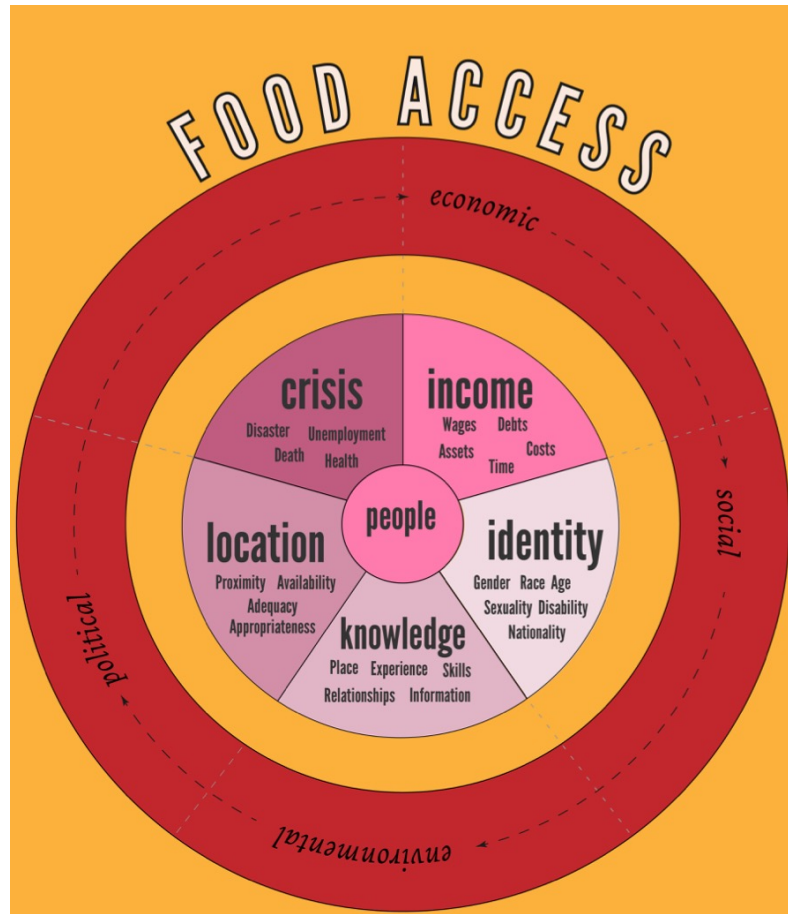 FOOD ACCESS
economic
social
environmental
political
crisis
Disaster Unemployment
Death Health
income
Wages Debts
Assets Costs
Time
people
location
Proximity Availability
Adequacy
Appropriateness
identity
Gender Race Age
Sexuality Disability
Nationality
knowledge
Place Experience Skills
Relationships Information